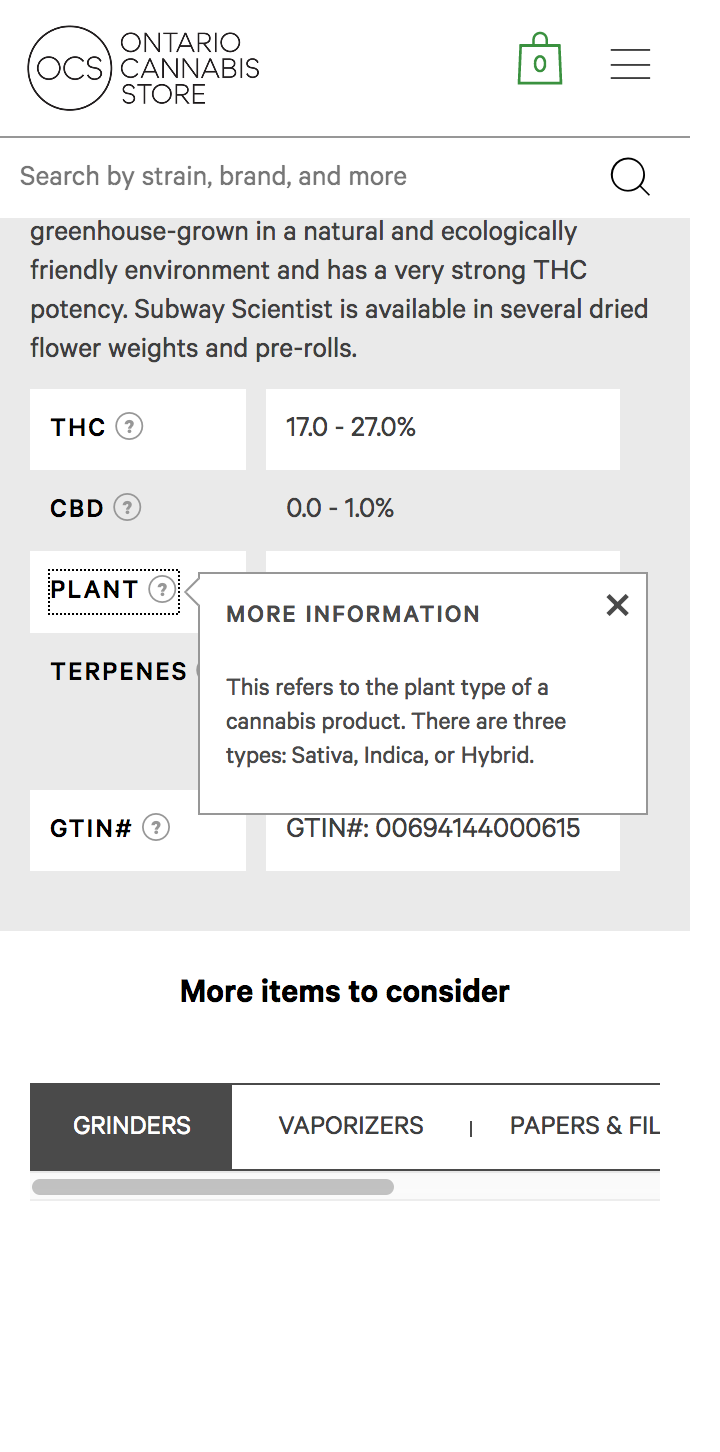 OCS
ONTARIO
CANNABIS
STORE
0
Search by strain, brand, and more
greenhouse-grown in a natural and ecologically
friendly environment and has a very strong THC
potency. Subway Scientist is available in several dried
flower weights and pre-rolls.
THC ? 17.0 - 27.0%
CBD ? 0.0 - 1.0%
PLANT ?
MORE INFORMATION
This refers to the plant type of a
cannabis product. There are three
types: Sativa, Indica, or Hybrid.
TERPENES
GTIN# ? GTIN#: 00694144000615
More items to consider
GRINDERS VAPORIZERS | PAPERS & FIL